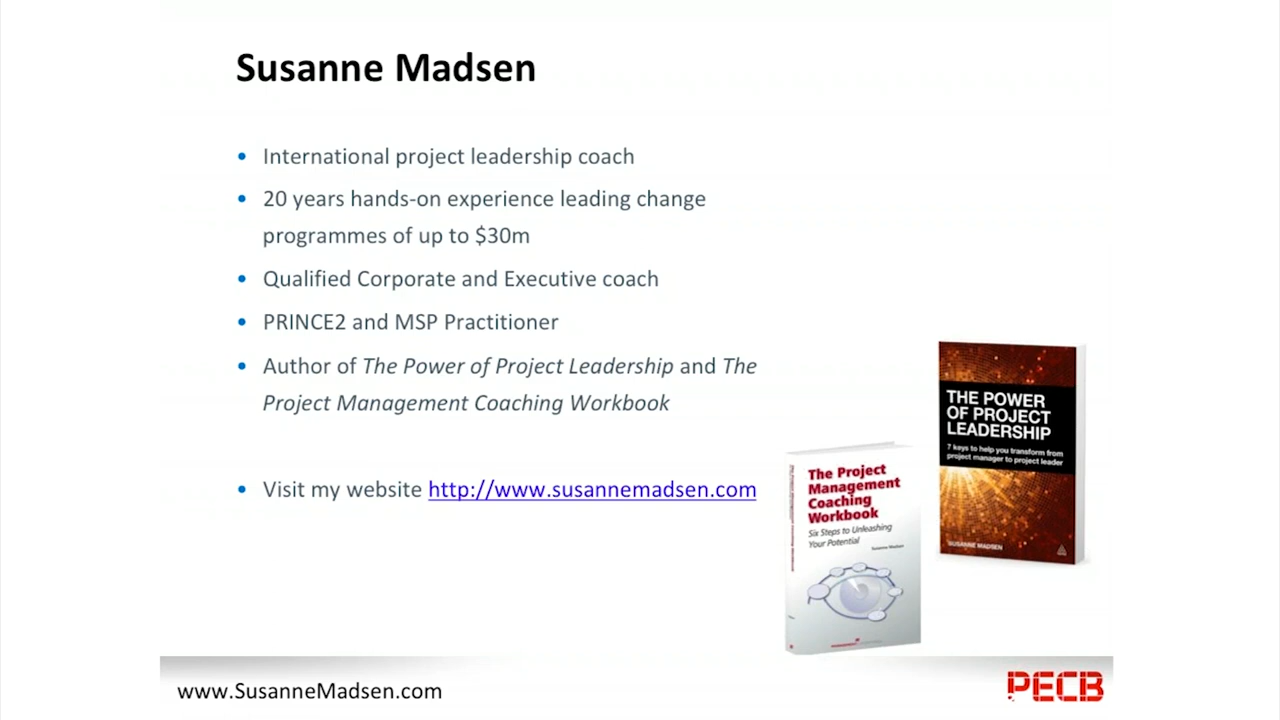 Susanne Madsen
• International project leadership coach
• 20 years hands-on experience leading change
programmes of up to $30m
• Qualified Corporate and Executive coach
• PRINCE2 and MSP Practitioner
• Author of The Power of Project Leadership and The
Project Management Coaching Workbook
• Visit my website http://www.susannemadsen.com
THE POWER
OF PROJECT
LEADERSHIP
7 keys to help you transform from
project manager to project leader
SUSANNE MADSEN
The Project
Management
Coaching
Workbook
Six Steps to Unleashing
Your Potential
Susanne Madsen
www.SusanneMadsen.com
PECB